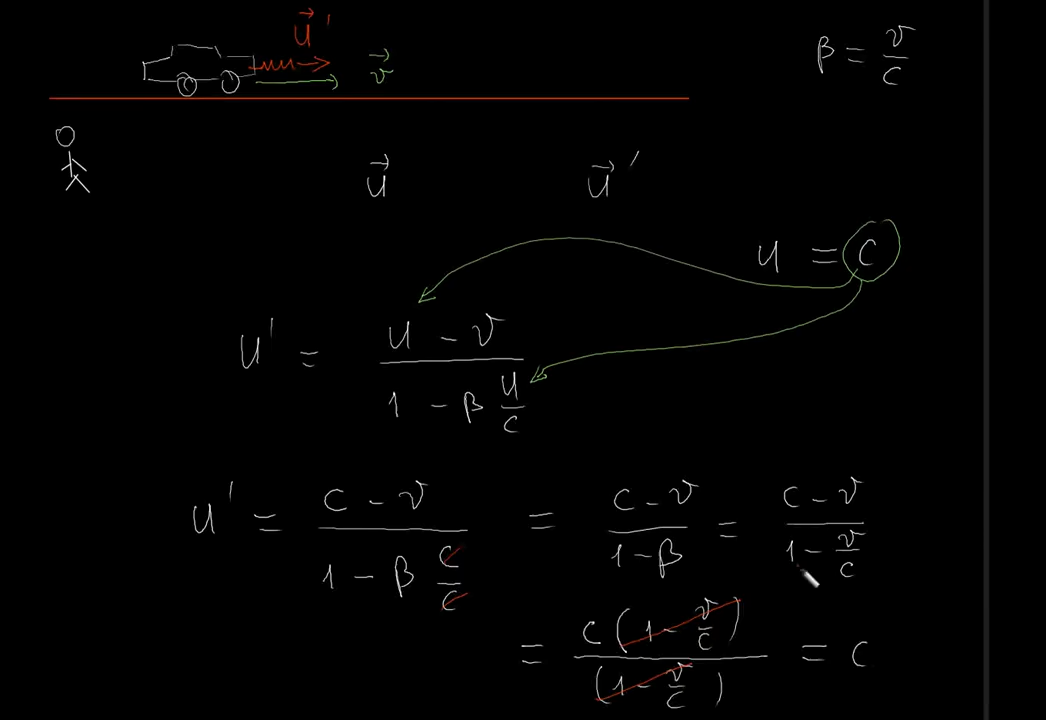 u⃗ '
v⃗
β = v/c
u⃗ u⃗ '
u = c
u' = (u - v)/(1 - β u/c)
u' = (c - v)/(1 - β c/c) = (c - v)/(1 - β) = (c - v)/(1 - v/c)
= c(1 - v/c)/(1 - v/c) = c